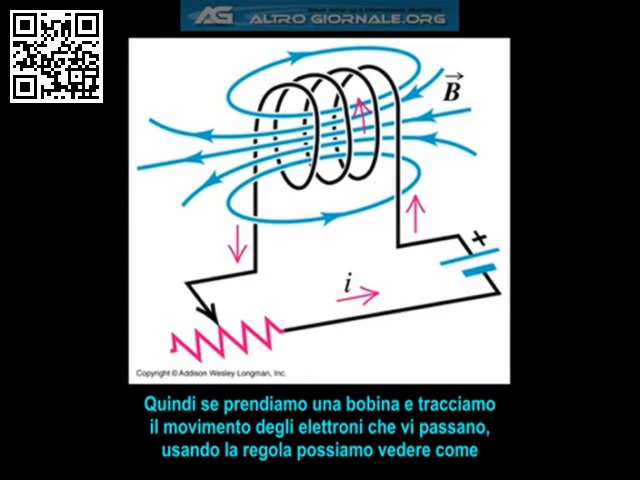 AG ALTRO GIORNALE.ORG
B
+
i
Copyright © Addison Wesley Longman, Inc.
Quindi se prendiamo una bobina e tracciamo
il movimento degli elettroni che vi passano,
usando la regola possiamo vedere come